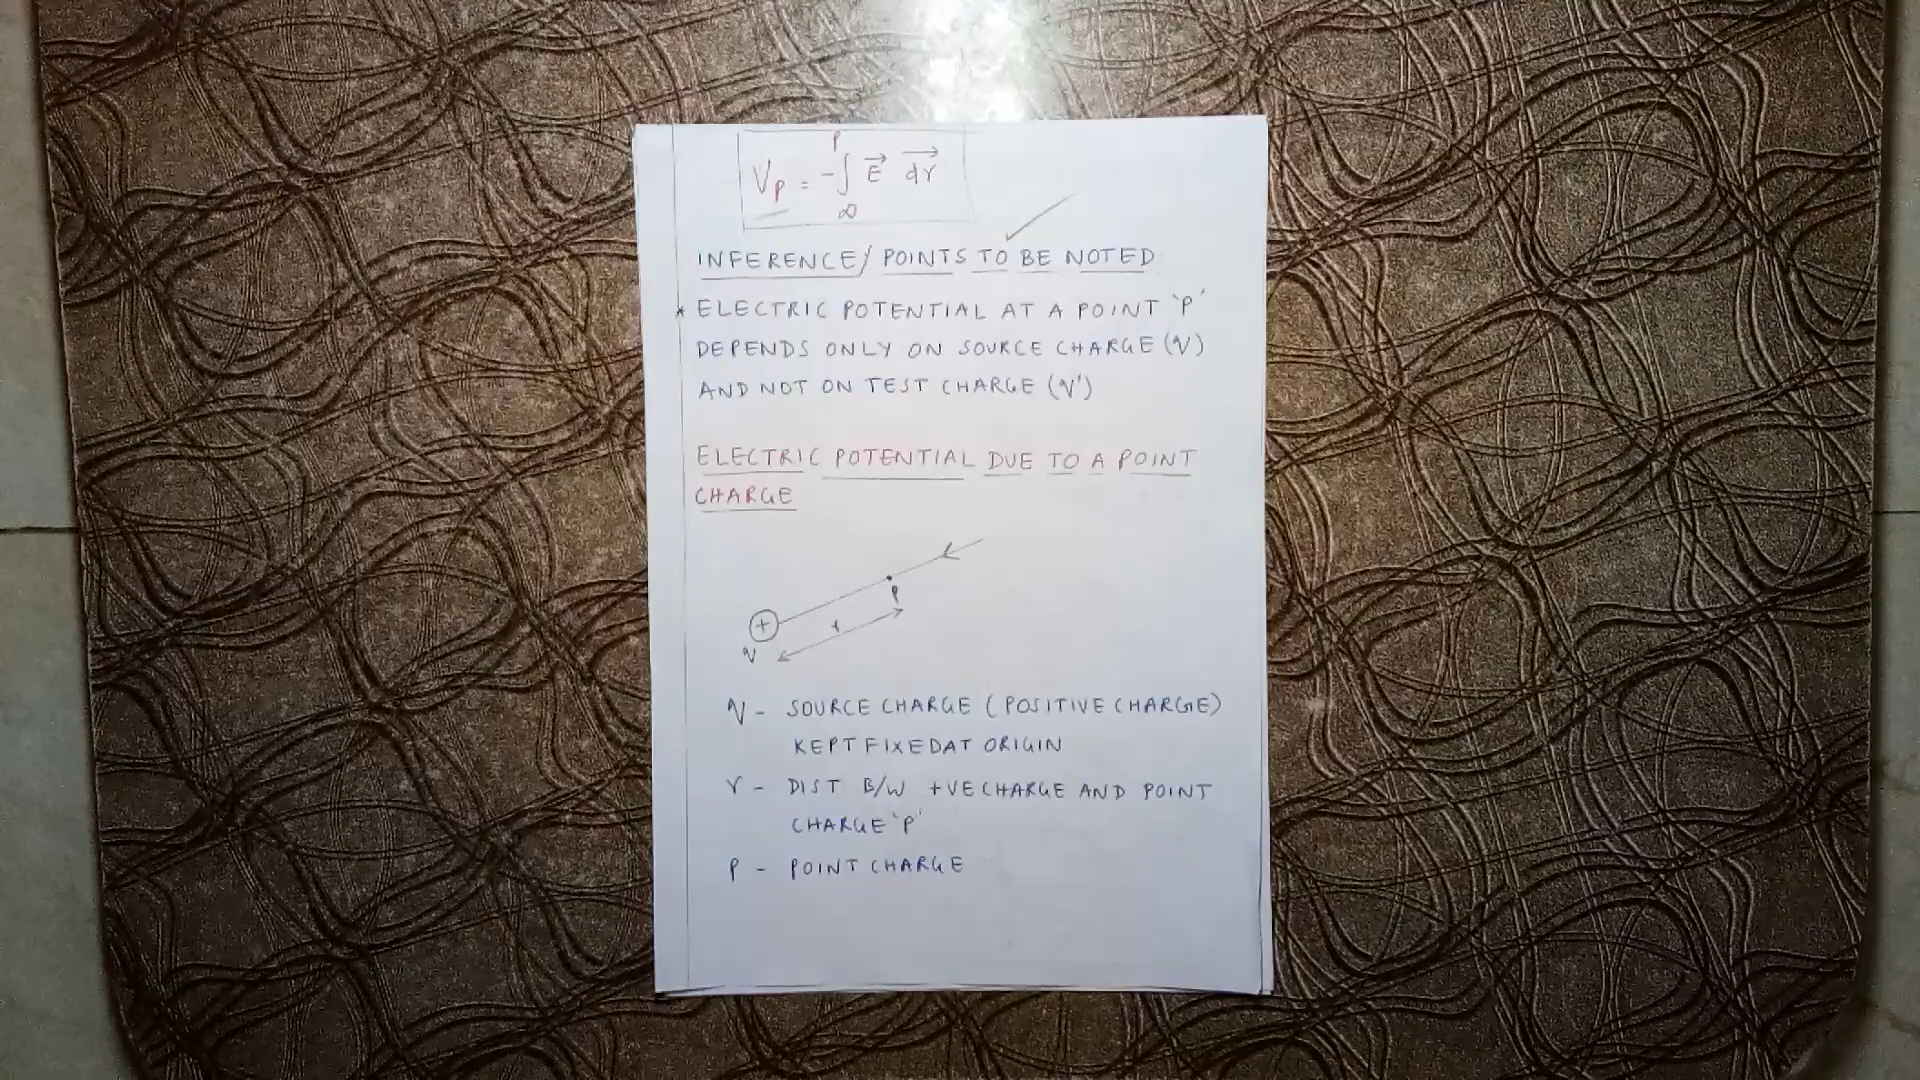 P
Vp = -∫ E⃗ dr⃗
∞
INFERENCE/ POINTS TO BE NOTED
* ELECTRIC POTENTIAL AT A POINT 'P'
DEPENDS ONLY ON SOURCE CHARGE (q)
AND NOT ON TEST CHARGE (q')
ELECTRIC POTENTIAL DUE TO A POINT
CHARGE
P
+
r
q
q - SOURCE CHARGE (POSITIVE CHARGE)
KEPT FIXED AT ORIGIN
r - DIST B/W +VE CHARGE AND POINT
CHARGE 'P'
P - POINT CHARGE